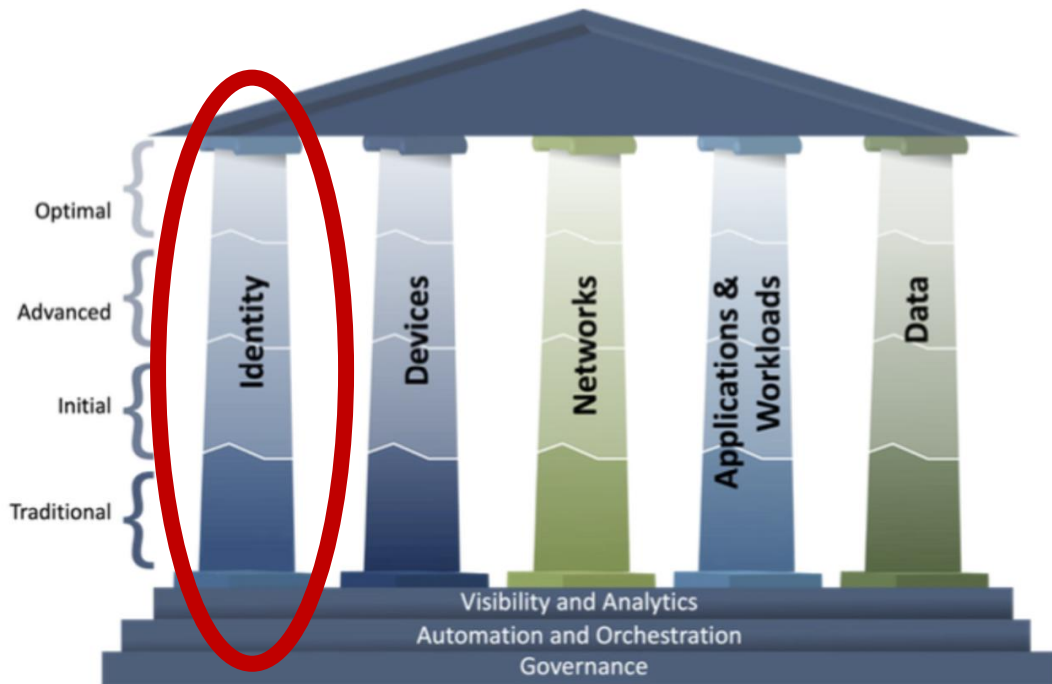 Optimal
Advanced
Initial
Traditional
Identity
Devices
Networks
Applications &
Workloads
Data
Visibility and Analytics
Automation and Orchestration
Governance